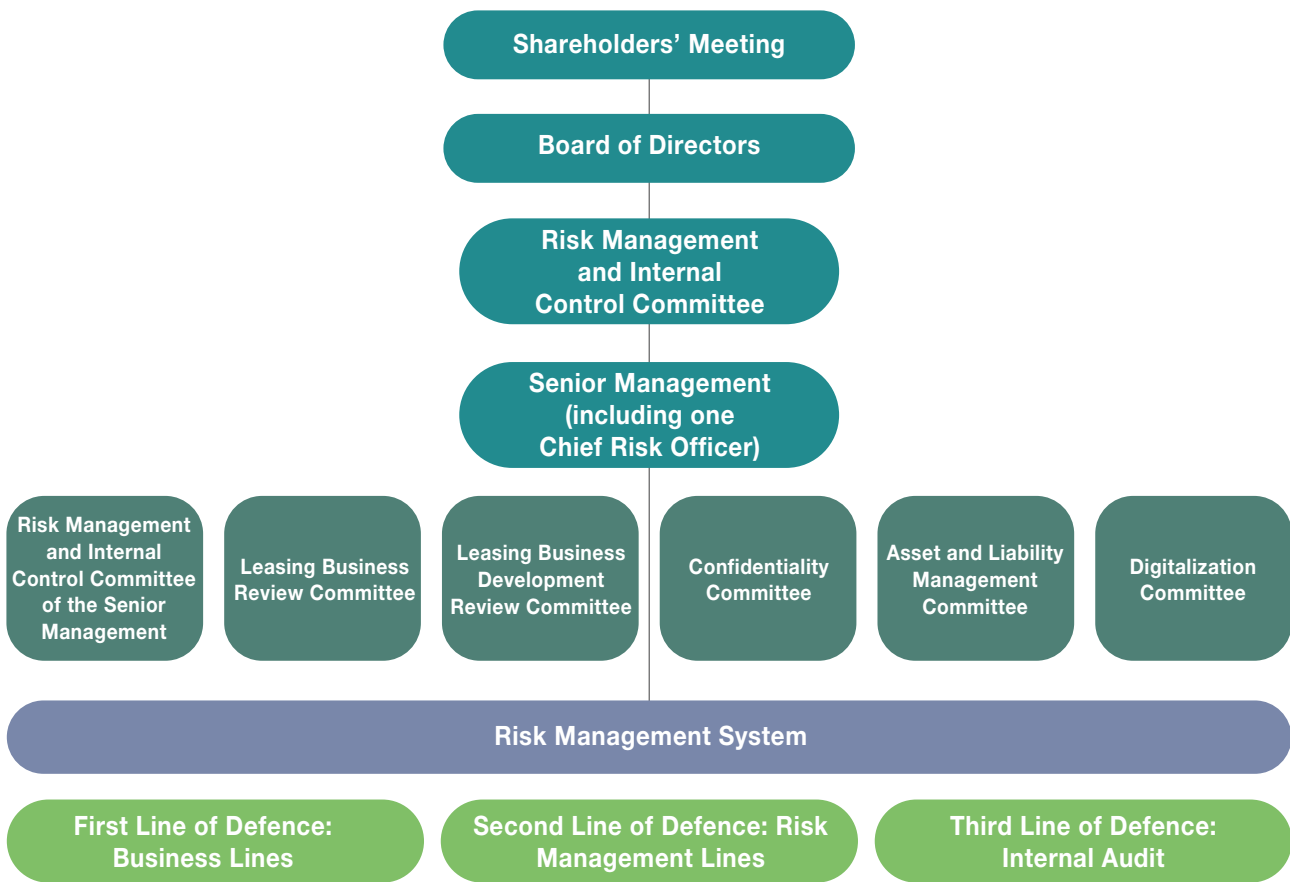 Shareholders’ Meeting
Board of Directors
Risk Management
and Internal
Control Committee
Senior Management
(including one
Chief Risk Officer)
Risk Management
and Internal
Control Committee
of the Senior
Management
Leasing Business
Review Committee
Leasing Business
Development
Review Committee
Confidentiality
Committee
Asset and Liability
Management
Committee
Digitalization
Committee
Risk Management System
First Line of Defence:
Business Lines
Second Line of Defence: Risk
Management Lines
Third Line of Defence:
Internal Audit